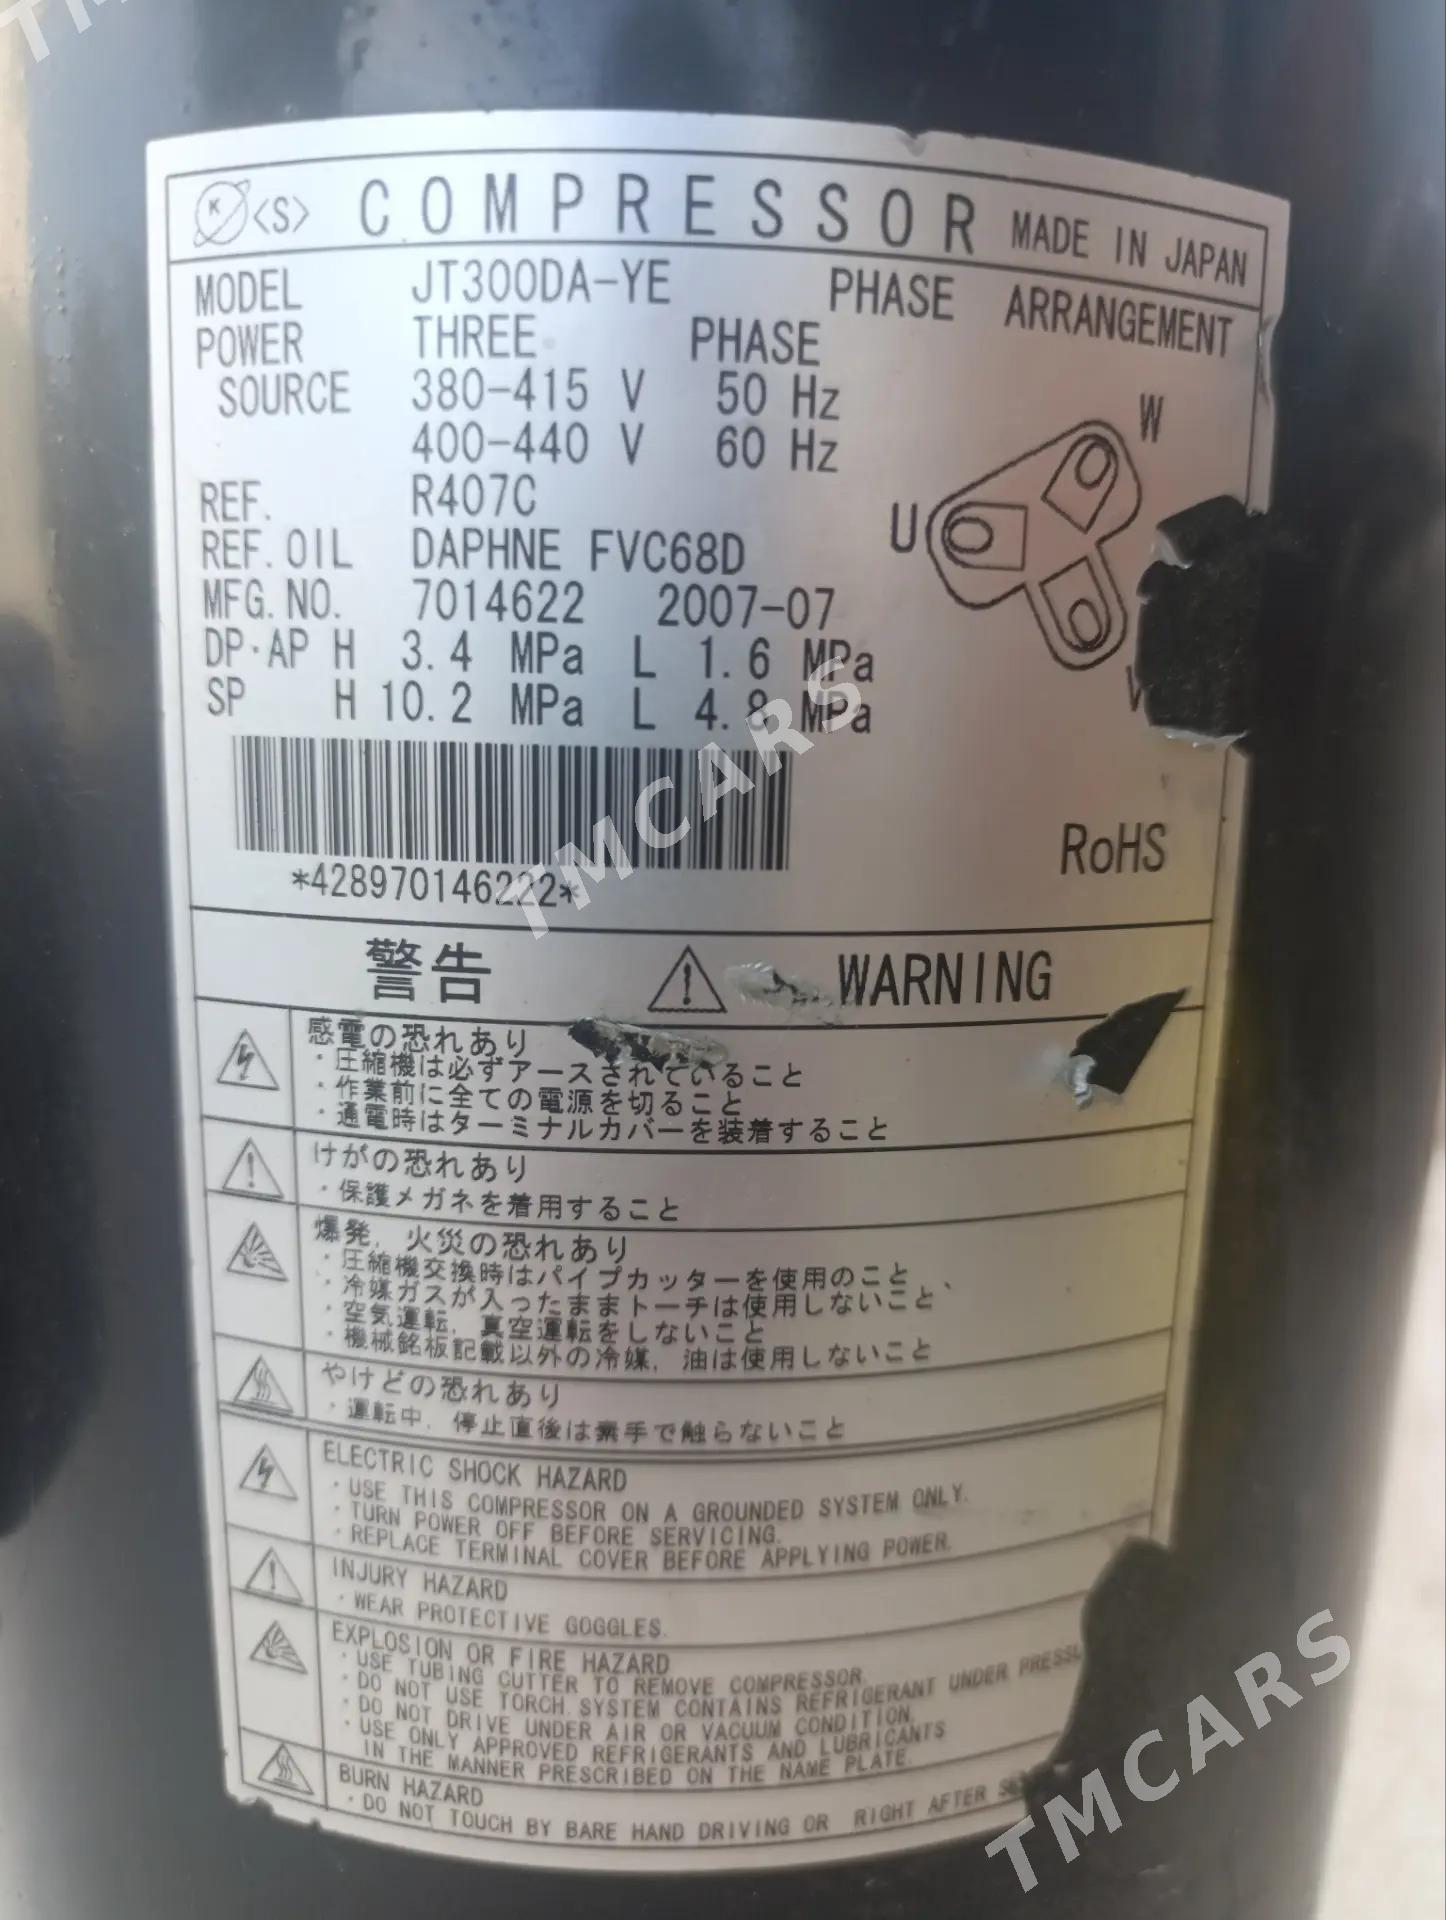 K <S> COMPRESSOR MADE IN JAPAN
MODEL JT300DA-YE PHASE ARRANGEMENT
POWER THREE PHASE
SOURCE 380-415 V 50 Hz
400-440 V 60 Hz
W
REF. R407C
U
REF. OIL DAPHNE FVC68D
MFG. NO. 7014622 2007-07
DP・AP H 3.4 MPa L 1.6 MPa
SP H 10.2 MPa L 4.8 MPa
RoHS
*428970146222*
警告 WARNING
感電の恐れあり
・圧縮機は必ずアースされていること
・作業前に全ての電源を切ること
・通電時はターミナルカバーを装着すること
けがの恐れあり
・保護メガネを着用すること
爆発，火災の恐れあり
・圧縮機交換時はパイプカッターを使用のこと
・冷媒ガスが入ったままトーチは使用しないこと
・空気運転，真空運転をしないこと
・機械銘板記載以外の冷媒，油は使用しないこと
やけどの恐れあり
・運転中，停止直後は素手で触らないこと
ELECTRIC SHOCK HAZARD
・USE THIS COMPRESSOR ON A GROUNDED SYSTEM ONLY.
・TURN POWER OFF BEFORE SERVICING.
・REPLACE TERMINAL COVER BEFORE APPLYING POWER.
INJURY HAZARD
・WEAR PROTECTIVE GOGGLES.
EXPLOSION OR FIRE HAZARD
・USE TUBING CUTTER TO REMOVE COMPRESSOR.
・DO NOT USE TORCH. SYSTEM CONTAINS REFRIGERANT UNDER
・DO NOT DRIVE UNDER AIR OR VACUUM CONDITION.
・USE ONLY APPROVED REFRIGERANTS AND LUBRICANTS
IN THE MANNER PRESCRIBED ON THE NAME PLATE.
BURN HAZARD
・DO NOT TOUCH BY BARE HAND DRIVING OR RIGHT AFTER
TMCARS
TMCARS